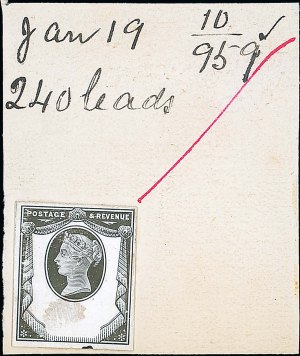 Jan 19 10/959
240 leads
POSTAGE & REVENUE